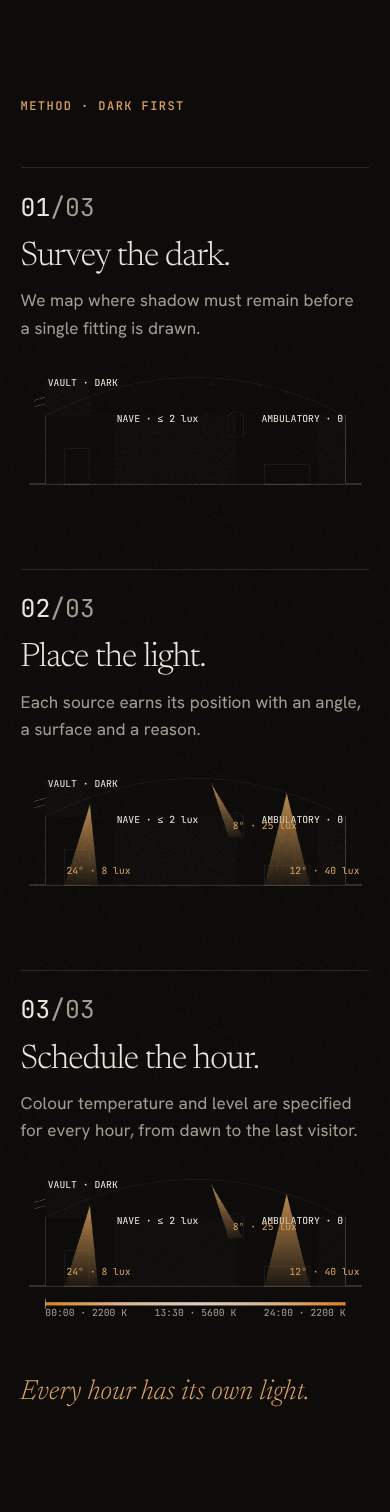 METHOD · DARK FIRST
01/03
Survey the dark.
We map where shadow must remain before
a single fitting is drawn.
VAULT · DARK
NAVE · ≤ 2 lux
AMBULATORY · 0
02/03
Place the light.
Each source earns its position with an angle,
a surface and a reason.
VAULT · DARK
NAVE · ≤ 2 lux
AMBULATORY · 0
8° · 25 lux
24° · 8 lux
12° · 40 lux
03/03
Schedule the hour.
Colour temperature and level are specified
for every hour, from dawn to the last visitor.
VAULT · DARK
NAVE · ≤ 2 lux
AMBULATORY · 0
8° · 25 lux
24° · 8 lux
12° · 40 lux
00:00 · 2200 K
13:30 · 5600 K
24:00 · 2200 K
Every hour has its own light.